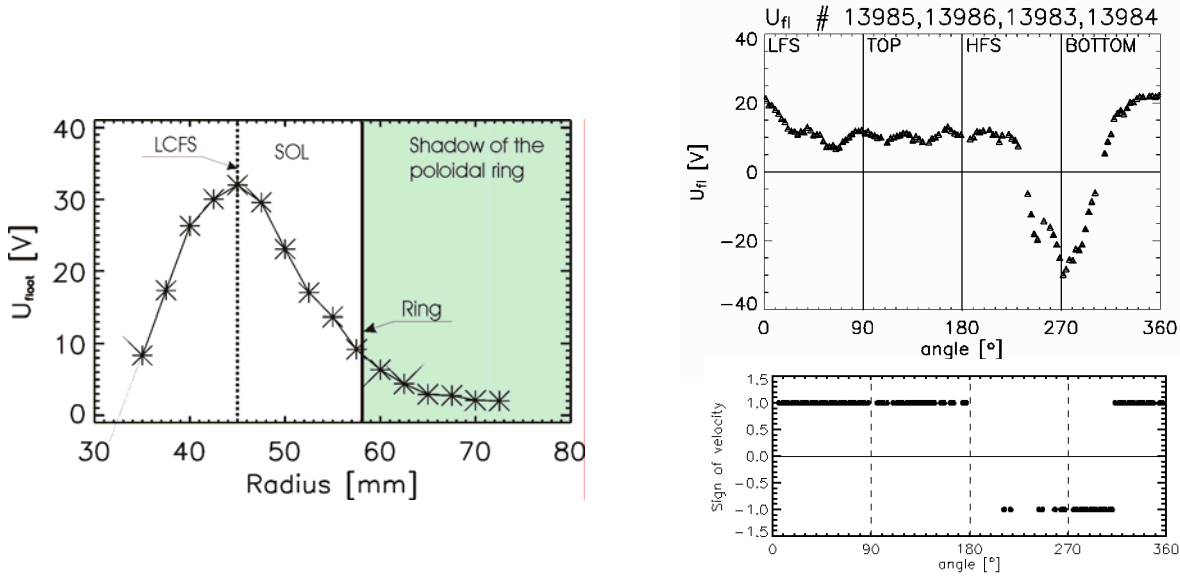 40
30
20
10
0
U_float [V]
LCFS
SOL
Shadow of the
poloidal ring
Ring
30 40 50 60 70 80
Radius [mm]
U_fl # 13985,13986,13983,13984
LFS TOP HFS BOTTOM
40
20
0
−20
−40
U_fl [V]
0 90 180 270 360
angle [°]
1.5
1.0
0.5
0.0
−0.5
−1.0
−1.5
Sign of velocity
0 90 180 270 360
angle [°]